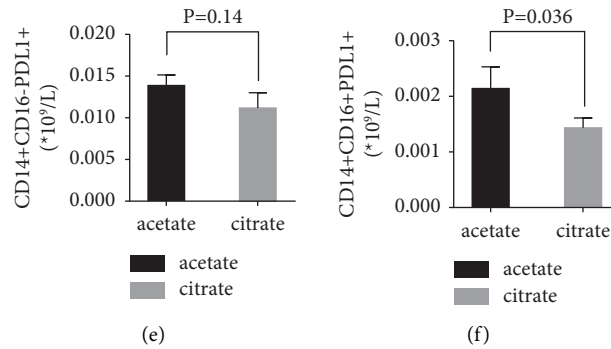 P=0.14
CD14+CD16-PDL1+
(*10⁹/L)
0.020
0.015
0.010
0.005
0.000
acetate citrate
acetate
citrate
(e)
P=0.036
CD14+CD16+PDL1+
(*10⁹/L)
0.003
0.002
0.001
0.000
acetate citrate
acetate
citrate
(f)